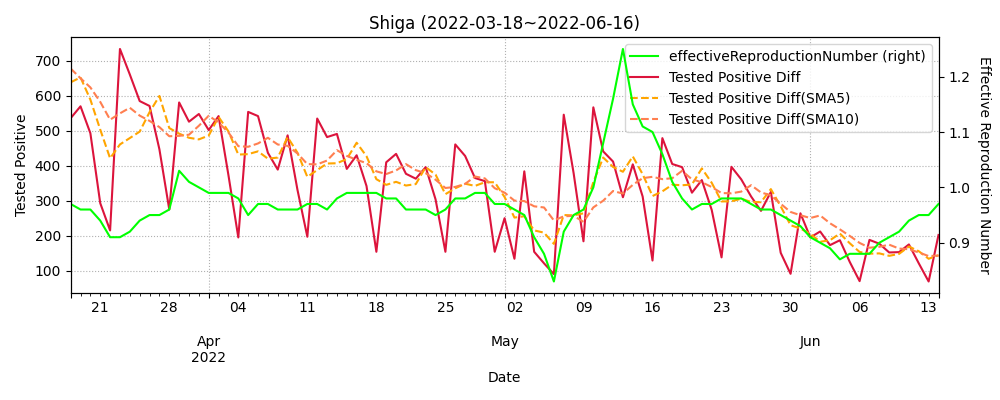 Shiga (2022-03-18~2022-06-16)
effectiveReproductionNumber (right)
Tested Positive Diff
Tested Positive Diff(SMA5)
Tested Positive Diff(SMA10)
Tested Positive
700
600
500
400
300
200
100
Effective Reproduction Number
1.2
1.1
1.0
0.9
21 28 04 11 18 25 02 09 16 23 30 06 13
Apr May Jun
2022
Date